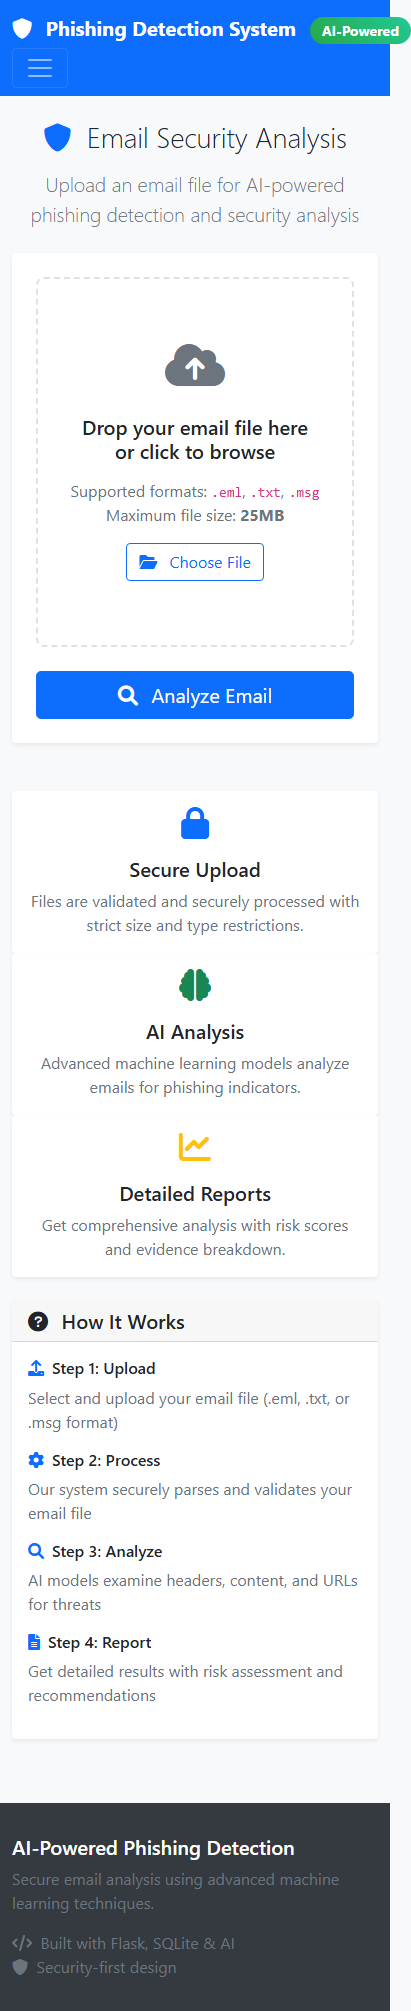 Phishing Detection System AI-Powered
Email Security Analysis
Upload an email file for AI-powered
phishing detection and security analysis
Drop your email file here
or click to browse
Supported formats: .eml, .txt, .msg
Maximum file size: 25MB
Choose File
Analyze Email
Secure Upload
Files are validated and securely processed with
strict size and type restrictions.
AI Analysis
Advanced machine learning models analyze
emails for phishing indicators.
Detailed Reports
Get comprehensive analysis with risk scores
and evidence breakdown.
How It Works
Step 1: Upload
Select and upload your email file (.eml, .txt, or
.msg format)
Step 2: Process
Our system securely parses and validates your
email file
Step 3: Analyze
AI models examine headers, content, and URLs
for threats
Step 4: Report
Get detailed results with risk assessment and
recommendations
AI-Powered Phishing Detection
Secure email analysis using advanced machine
learning techniques.
Built with Flask, SQLite & AI
Security-first design